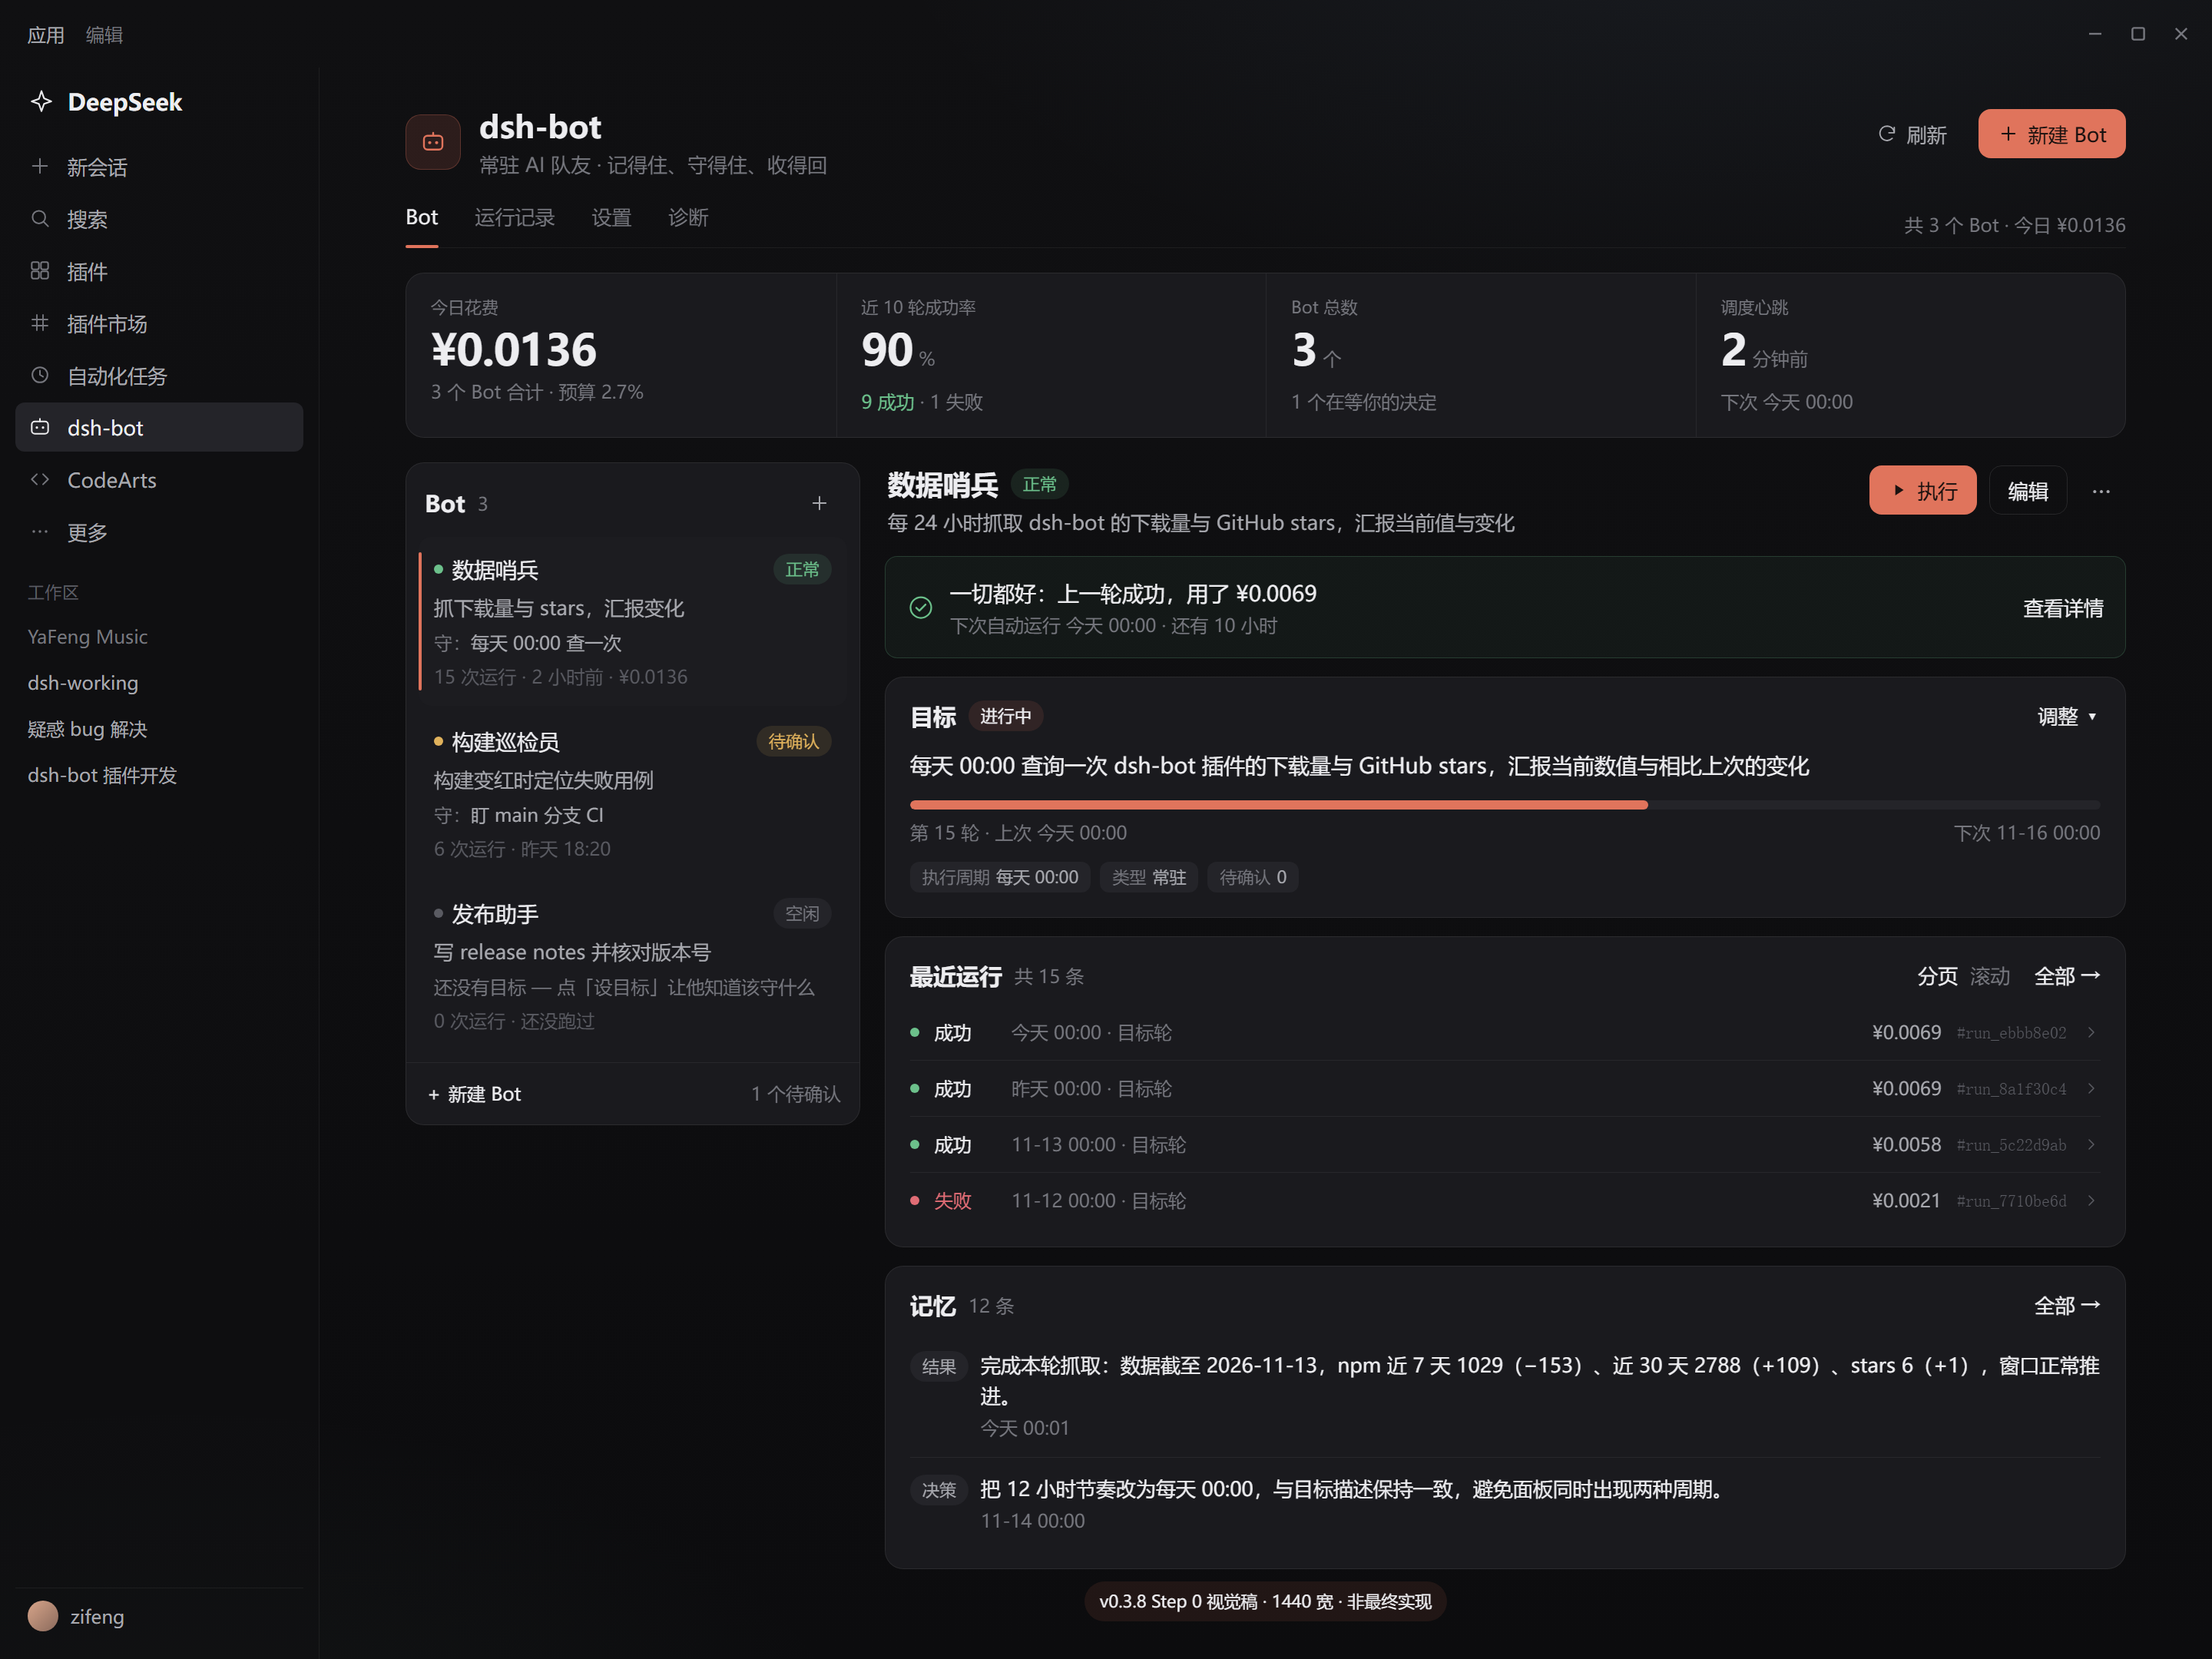 应用 编辑
DeepSeek
新会话
搜索
插件
插件市场
自动化任务
dsh-bot
CodeArts
更多
工作区
YaFeng Music
dsh-working
疑惑 bug 解决
dsh-bot 插件开发
zifeng
dsh-bot
常驻 AI 队友 · 记得住、守得住、收得回
刷新
+ 新建 Bot
Bot 运行记录 设置 诊断
共 3 个 Bot · 今日 ¥0.0136
今日花费
¥0.0136
3 个 Bot 合计 · 预算 2.7%
近 10 轮成功率
90 %
9 成功 · 1 失败
Bot 总数
3 个
1 个在等你的决定
调度心跳
2 分钟前
下次 今天 00:00
Bot 3 +
数据哨兵 正常
抓下载量与 stars，汇报变化
守：每天 00:00 查一次
15 次运行 · 2 小时前 · ¥0.0136
构建巡检员 待确认
构建变红时定位失败用例
守：盯 main 分支 CI
6 次运行 · 昨天 18:20
发布助手 空闲
写 release notes 并核对版本号
还没有目标 — 点「设目标」让他知道该守什么
0 次运行 · 还没跑过
+ 新建 Bot 1 个待确认
数据哨兵 正常
每 24 小时抓取 dsh-bot 的下载量与 GitHub stars，汇报当前值与变化
执行 编辑 ···
一切都好：上一轮成功，用了 ¥0.0069
下次自动运行 今天 00:00 · 还有 10 小时
查看详情
目标 进行中 调整 ▾
每天 00:00 查询一次 dsh-bot 插件的下载量与 GitHub stars，汇报当前数值与相比上次的变化
第 15 轮 · 上次 今天 00:00 下次 11-16 00:00
执行周期 每天 00:00 类型 常驻 待确认 0
最近运行 共 15 条 分页 滚动 全部 →
成功 今天 00:00 · 目标轮 ¥0.0069 #run_ebbb8e02
成功 昨天 00:00 · 目标轮 ¥0.0069 #run_8a1f30c4
成功 11-13 00:00 · 目标轮 ¥0.0058 #run_5c22d9ab
失败 11-12 00:00 · 目标轮 ¥0.0021 #run_7710be6d
记忆 12 条 全部 →
结果 完成本轮抓取：数据截至 2026-11-13，npm 近 7 天 1029（−153）、近 30 天 2788（+109）、stars 6（+1），窗口正常推
进。
今天 00:01
决策 把 12 小时节奏改为每天 00:00，与目标描述保持一致，避免面板同时出现两种周期。
11-14 00:00
v0.3.8 Step 0 视觉稿 · 1440 宽 · 非最终实现